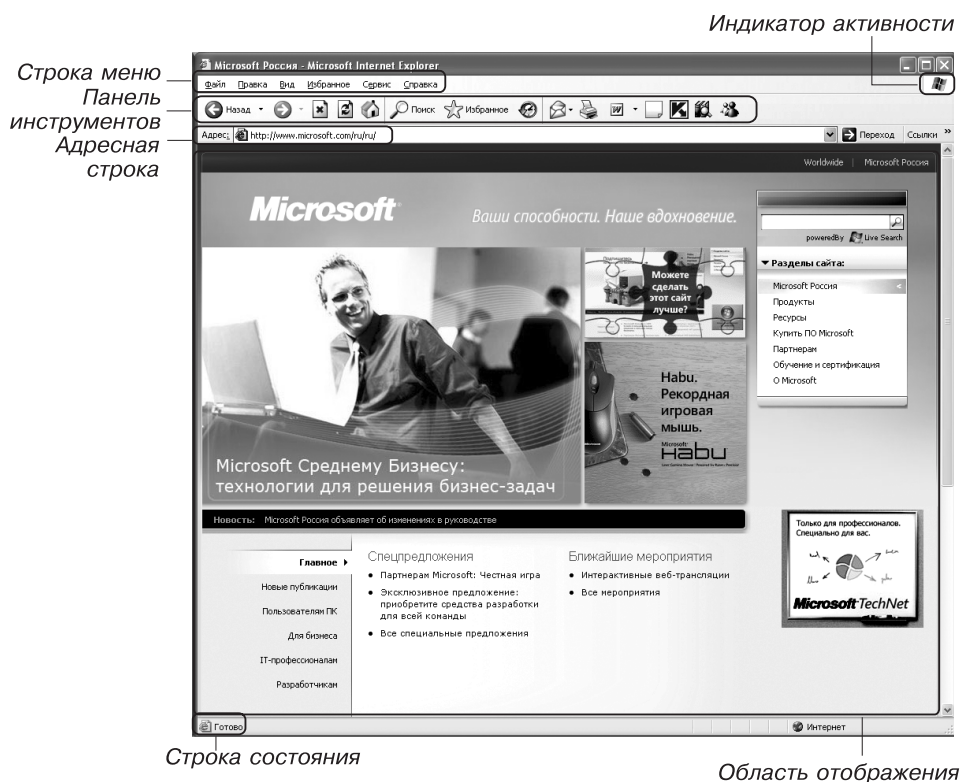 Индикатор активности
Строка меню
Панель
инструментов
Адресная
строка
Microsoft Россия - Microsoft Internet Explorer
Файл Правка Вид Избранное Сервис Справка
Назад Поиск Избранное
Адрес: http://www.microsoft.com/ru/ru/ Переход Ссылки »
Worldwide | Microsoft Россия
Microsoft
Ваши способности. Наше вдохновение.
poweredBy Live Search
Разделы сайта:
Microsoft Россия <
Продукты
Ресурсы
Купить ПО Microsoft
Партнерам
Обучение и сертификация
О Microsoft
Можете
сделать
этот сайт
лучше?
Habu.
Рекордная
игровая
мышь.
Microsoft
Habu
Microsoft Среднему Бизнесу:
технологии для решения бизнес-задач
Новость: Microsoft Россия объявляет об изменениях в руководстве
Только для профессионалов.
Специально для вас.
Microsoft TechNet
Главное
Новые публикации
Пользователям ПК
Для бизнеса
IT-профессионалам
Разработчикам
Спецпредложения
• Партнерам Microsoft: Честная игра
• Эксклюзивное предложение:
приобретите средства разработки
для всей команды
• Все специальные предложения
Ближайшие мероприятия
• Интерактивные веб-трансляции
• Все мероприятия
Готово
Интернет
Строка состояния
Область отображения